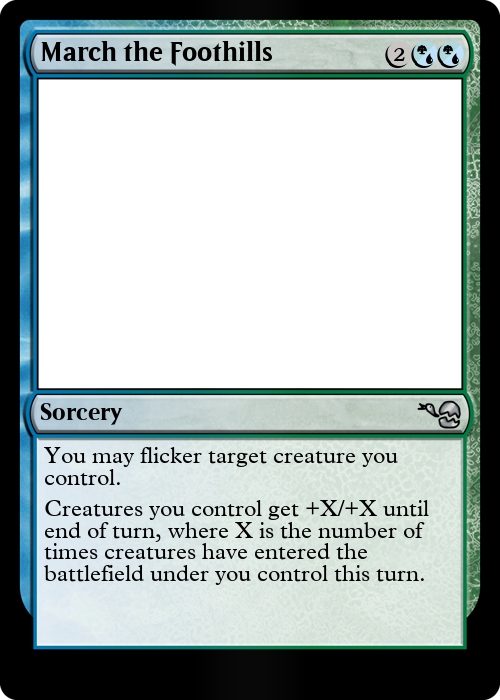 March the Foothills 2
Sorcery
You may flicker target creature you
control.
Creatures you control get +X/+X until
end of turn, where X is the number of
times creatures have entered the
battlefield under you control this turn.